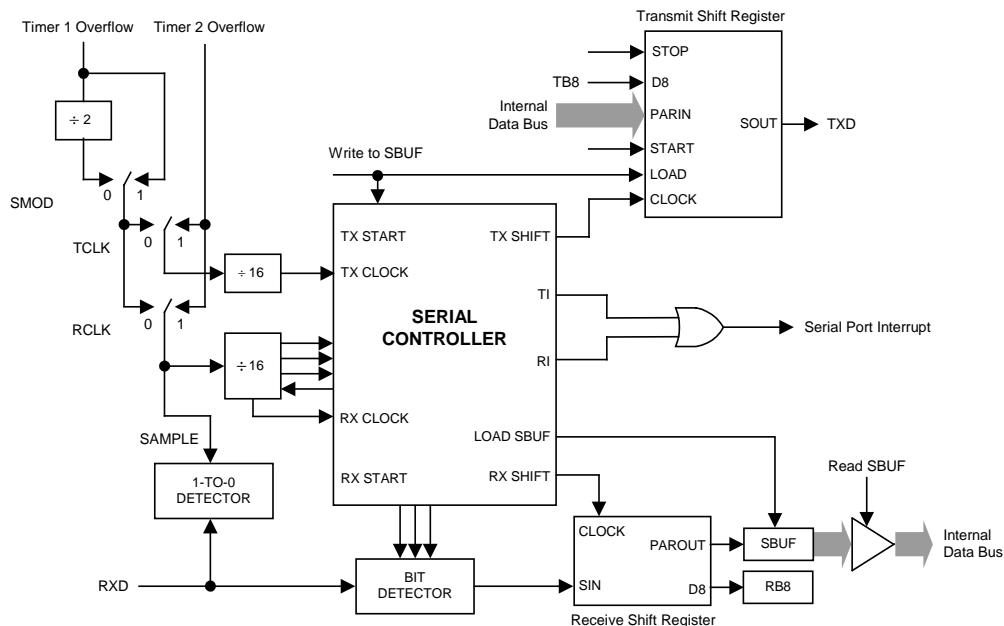 Timer 1 Overflow
Timer 2 Overflow
Transmit Shift Register
÷ 2
STOP
TB8
D8
Internal
Data Bus
PARIN
SOUT
TXD
START
Write to SBUF
LOAD
CLOCK
SMOD
0
1
TCLK
0
1
TX START
TX SHIFT
÷ 16
TX CLOCK
TI
SERIAL
CONTROLLER
Serial Port Interrupt
RCLK
0
1
÷16
RI
RX CLOCK
SAMPLE
LOAD SBUF
1-TO-0
DETECTOR
RX START
RX SHIFT
Read SBUF
CLOCK
PAROUT
SBUF
Internal
Data Bus
RXD
BIT
DETECTOR
SIN
D8
RB8
Receive Shift Register